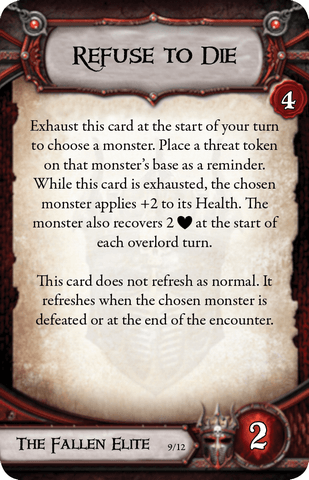 Refuse to Die
4
Exhaust this card at the start of your turn
to choose a monster. Place a threat token
on that monster's base as a reminder.
While this card is exhausted, the chosen
monster applies +2 to its Health. The
monster also recovers 2 ♥ at the start of
each overlord turn.
This card does not refresh as normal. It
refreshes when the chosen monster is
defeated or at the end of the encounter.
The Fallen Elite 9/12
2